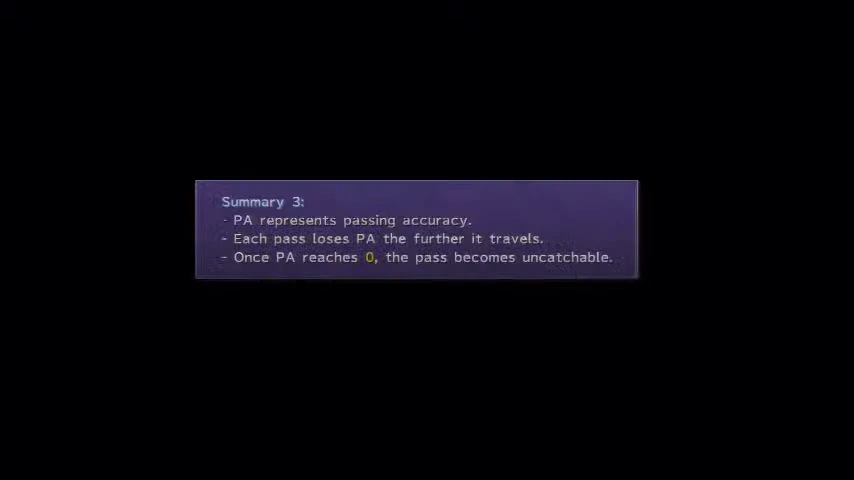 Summary 3:
- PA represents passing accuracy.
- Each pass loses PA the further it travels.
- Once PA reaches 0, the pass becomes uncatchable.